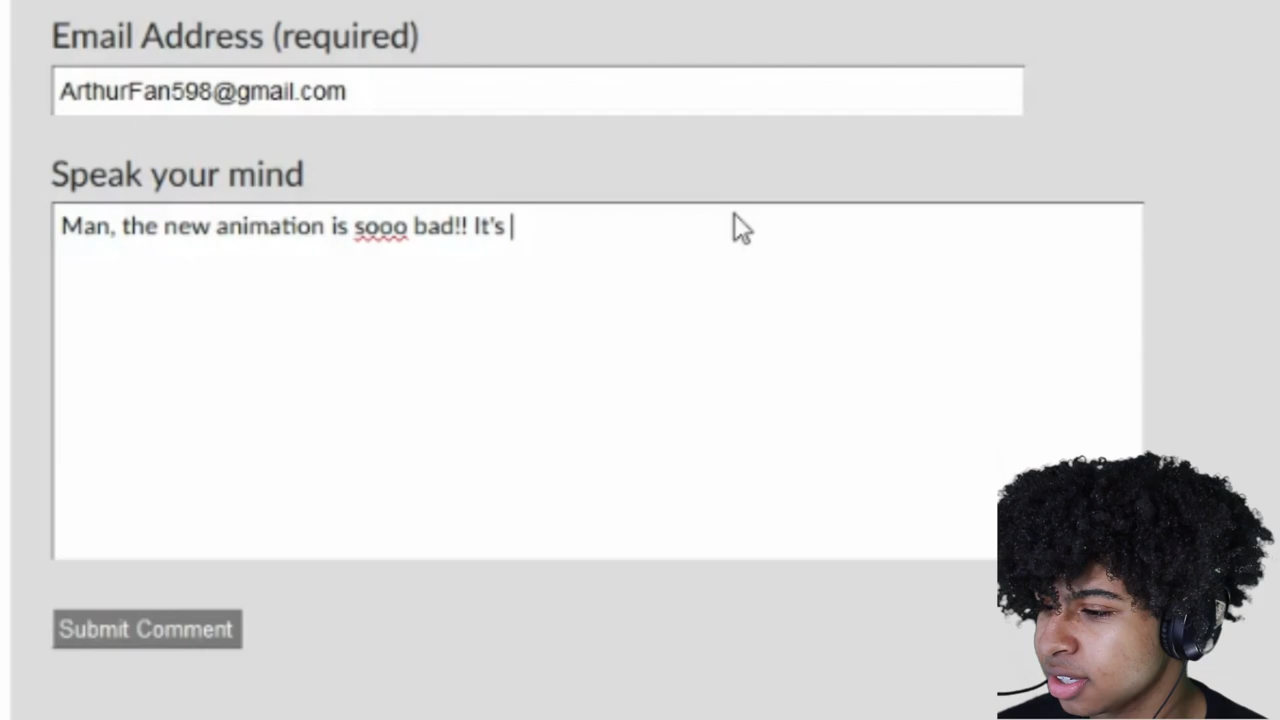 Email Address (required)
ArthurFan598@gmail.com
Speak your mind
Man, the new animation is sooo bad!! It's
Submit Comment